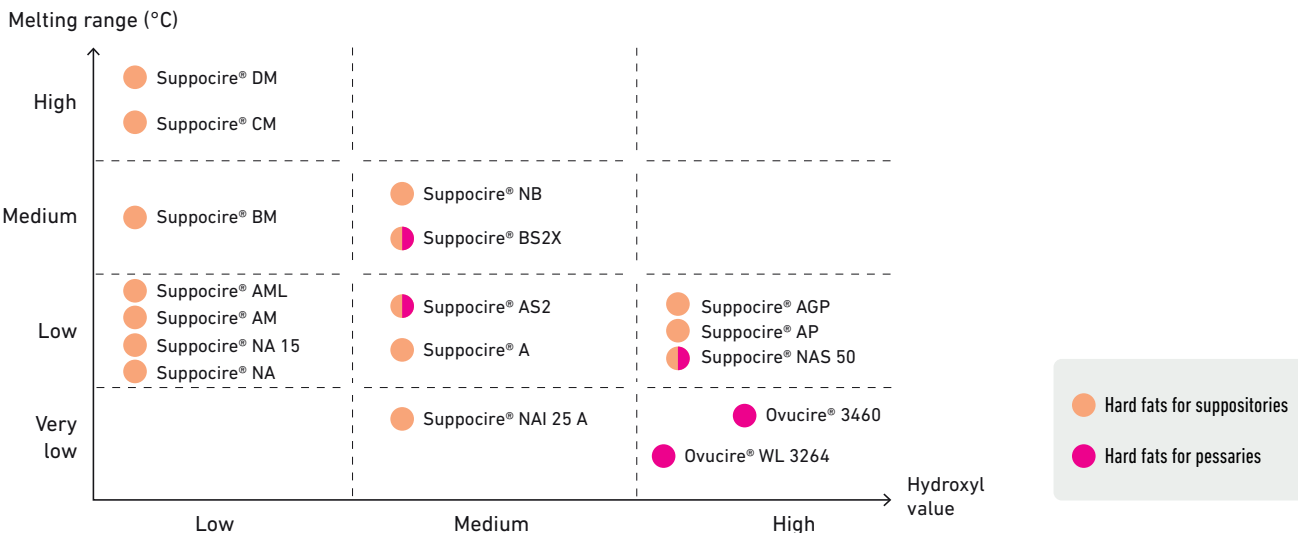 Melting range (°C)
High
Suppocire® DM
Suppocire® CM
Medium
Suppocire® BM
Suppocire® NB
Suppocire® BS2X
Low
Suppocire® AML
Suppocire® AM
Suppocire® NA 15
Suppocire® NA
Suppocire® AS2
Suppocire® A
Suppocire® AGP
Suppocire® AP
Suppocire® NAS 50
Very
low
Suppocire® NAI 25 A
Ovucire® 3460
Ovucire® WL 3264
Low
Medium
High
Hydroxyl
value
Hard fats for suppositories
Hard fats for pessaries